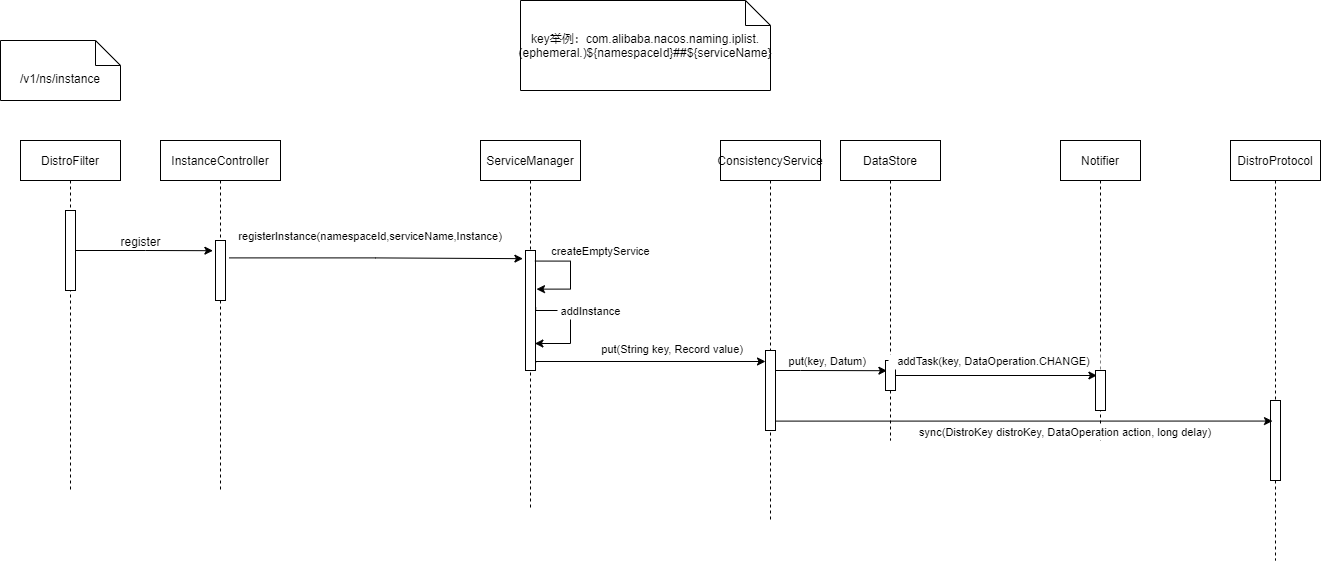 key举例：com.alibaba.nacos.naming.iplist.
(ephemeral.)${namespaceId}##${serviceName}
/v1/ns/instance
DistroFilter
InstanceController
ServiceManager
ConsistencyService
DataStore
Notifier
DistroProtocol
register
registerInstance(namespaceId,serviceName,Instance)
createEmptyService
addInstance
put(String key, Record value)
put(key, Datum)
addTask(key, DataOperation.CHANGE)
sync(DistroKey distroKey, DataOperation action, long delay)